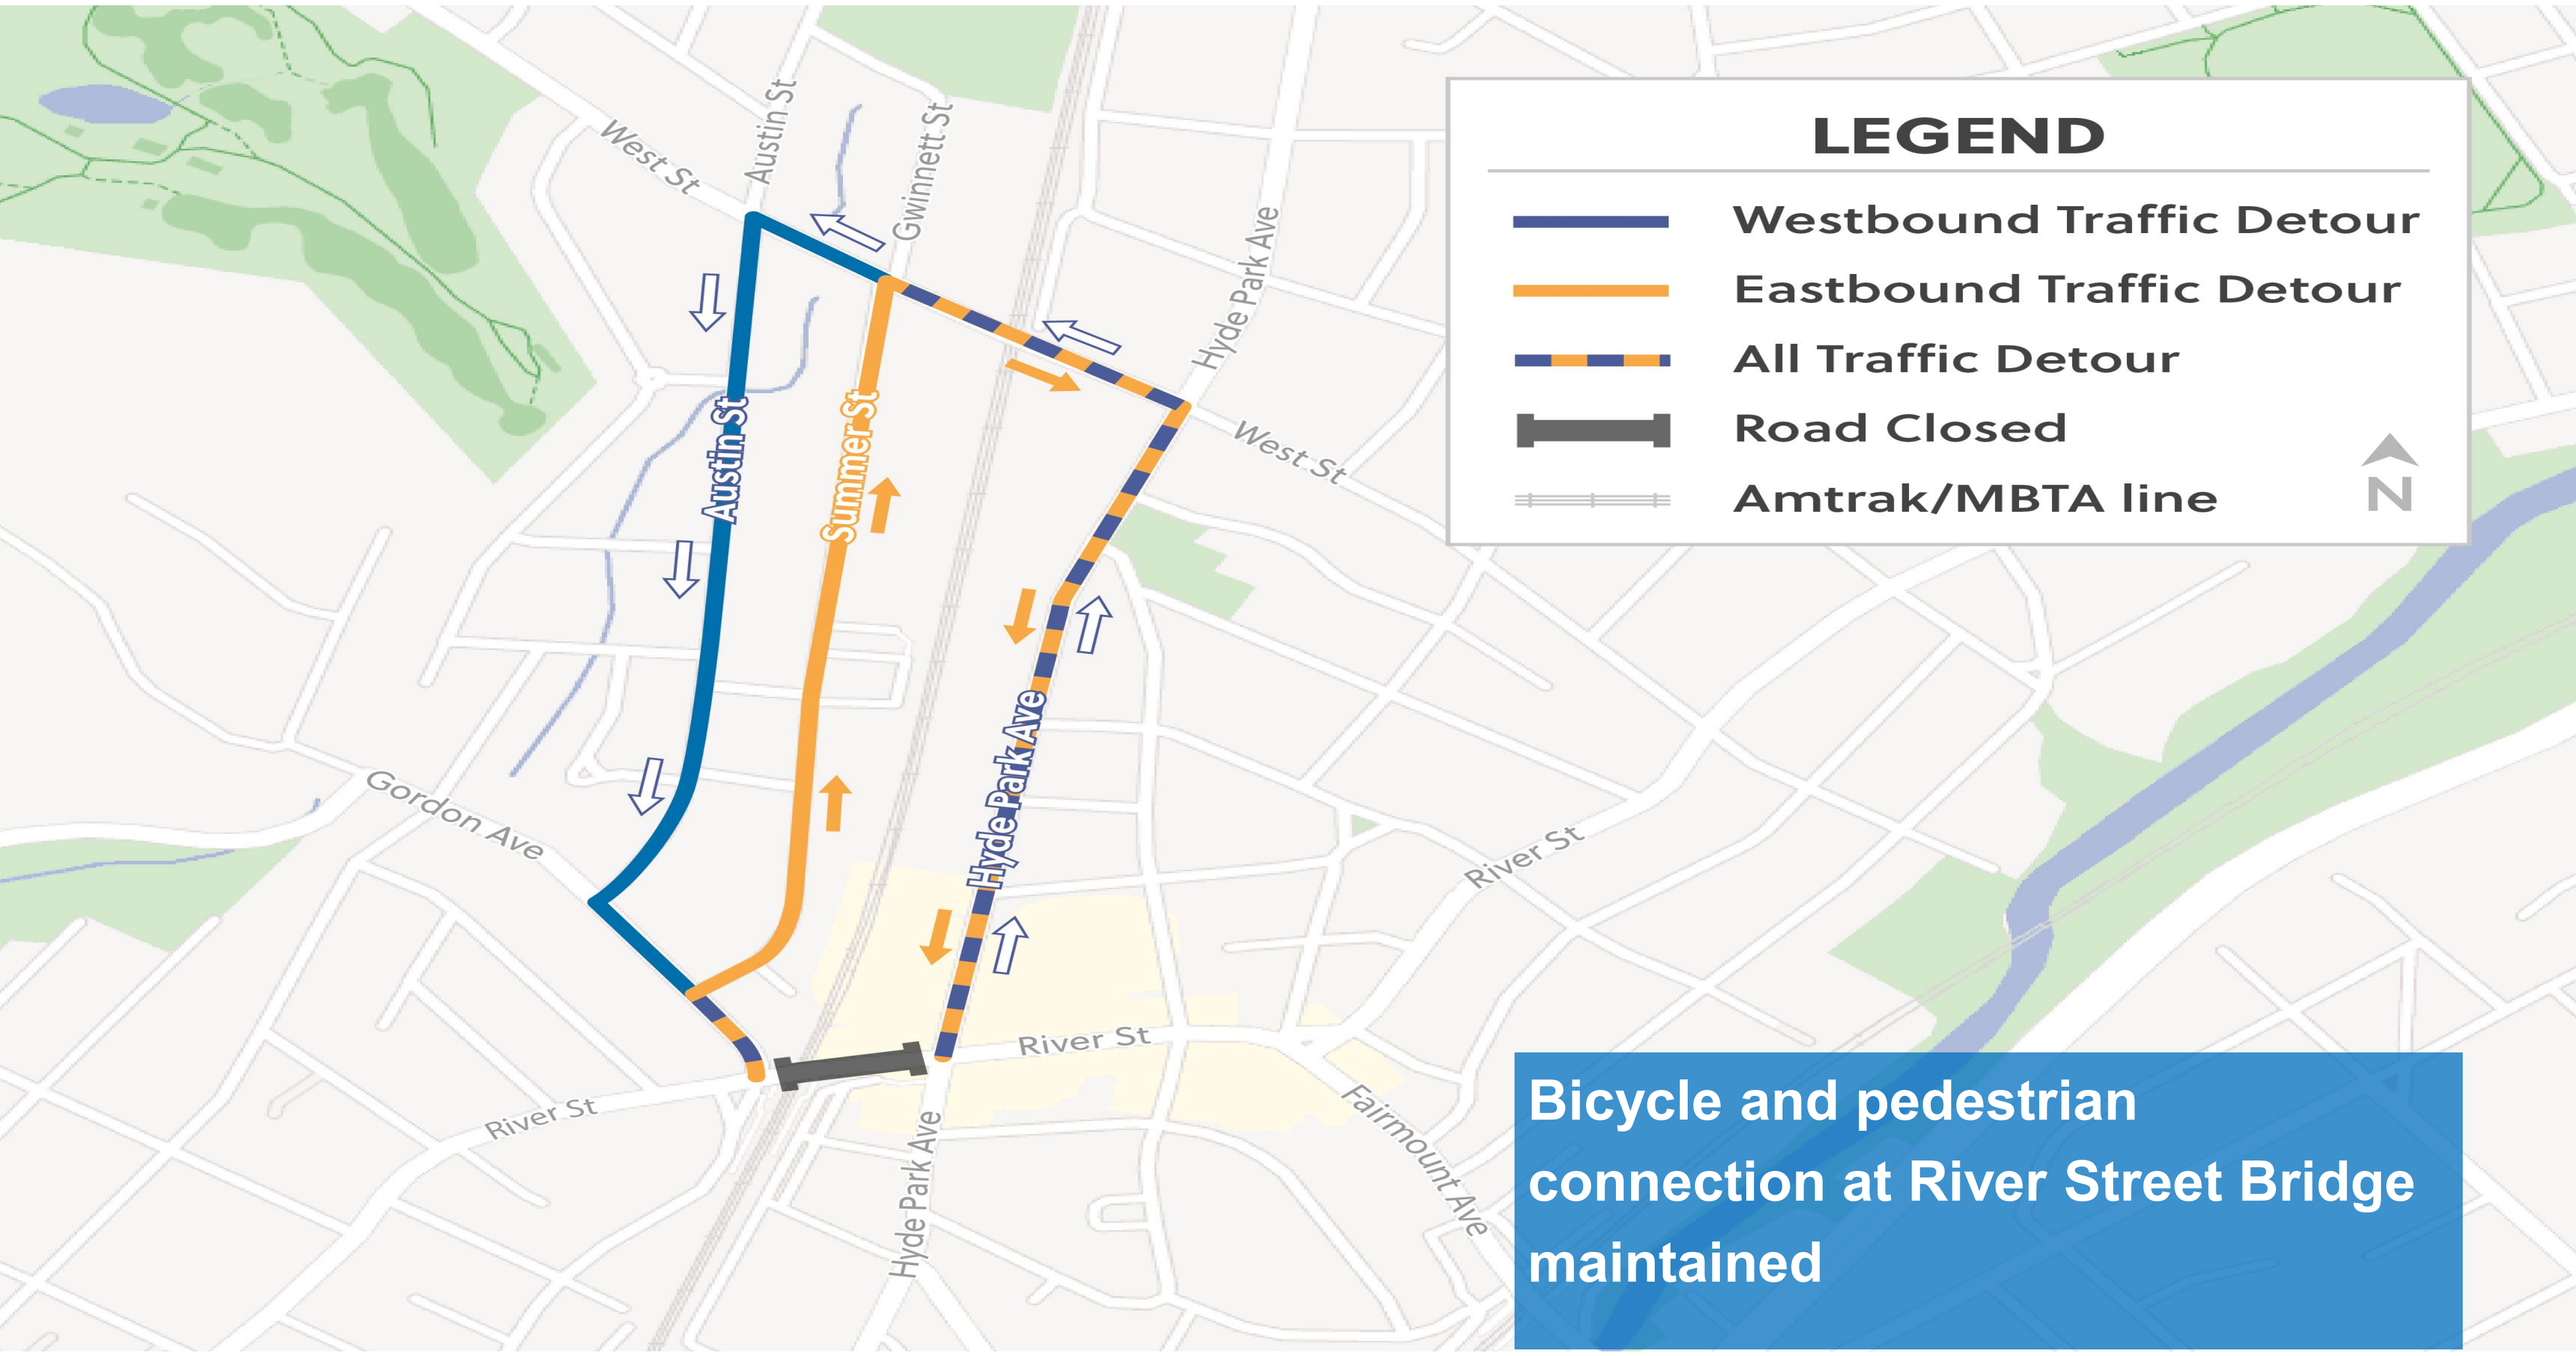 Austin St
West St
Gwinnett St
Hyde Park Ave
LEGEND
Westbound Traffic Detour
Eastbound Traffic Detour
All Traffic Detour
Road Closed
Amtrak/MBTA line
N
Austin St
Summer St
West St
Hyde Park Ave
Gordon Ave
River St
River St
River St
Hyde Park Ave
Fairmount Ave
Bicycle and pedestrian
connection at River Street Bridge
maintained